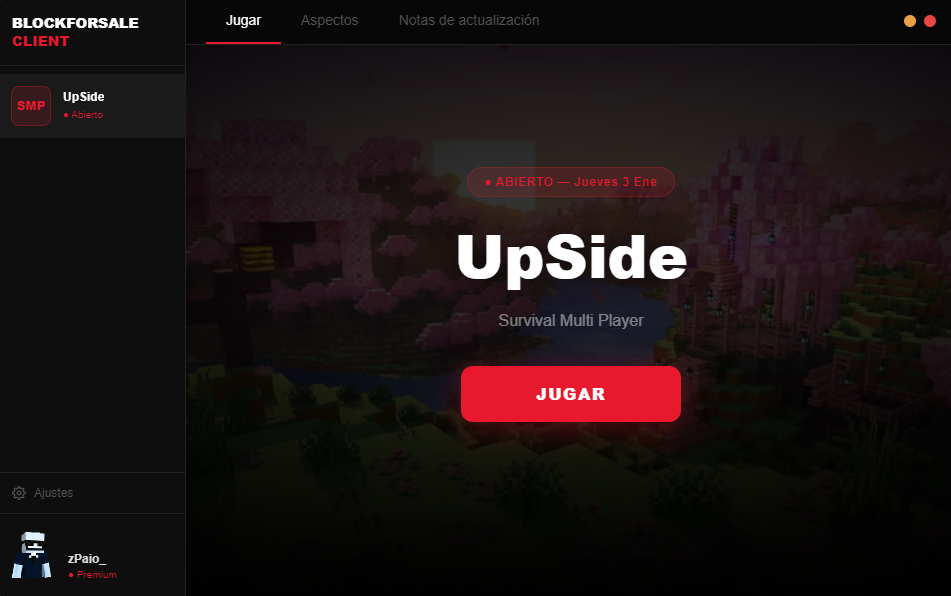 BLOCKFORSALE
CLIENT
Jugar
Aspectos
Notas de actualización
SMP
UpSide
● Abierto
● ABIERTO — Jueves 3 Ene
UpSide
Survival Multi Player
JUGAR
Ajustes
zPaio_
● Premium